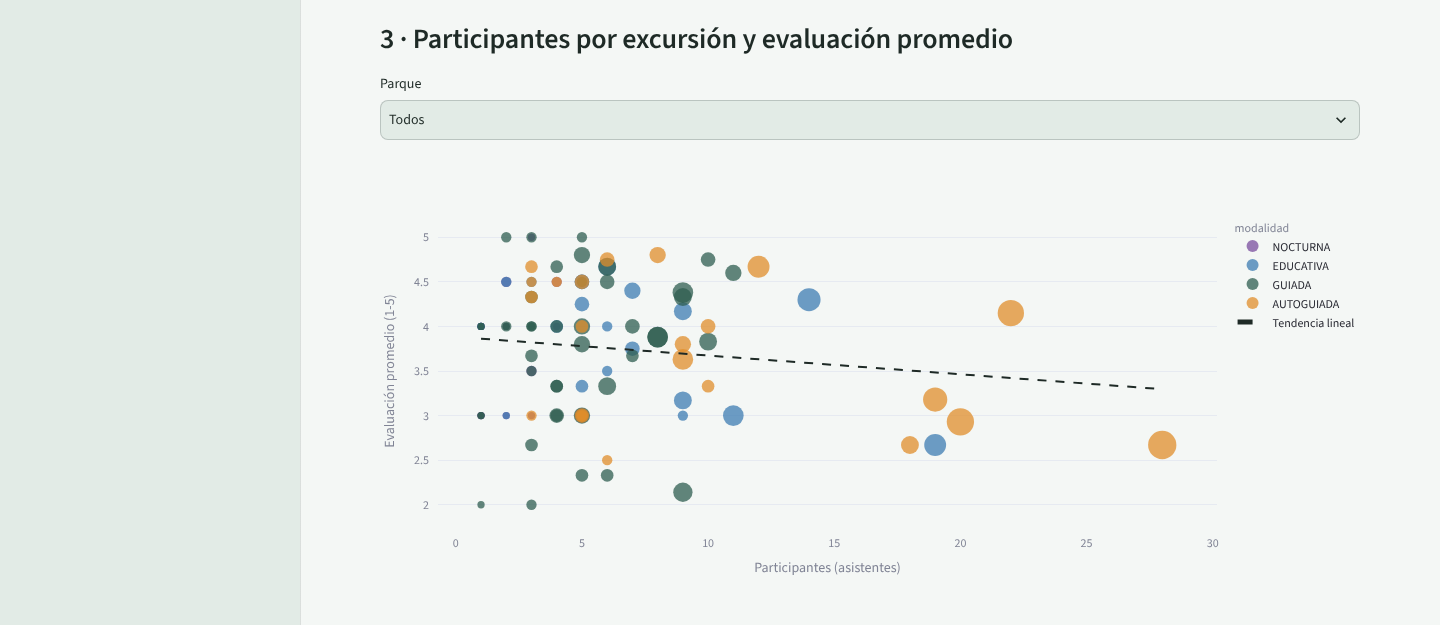 3 · Participantes por excursión y evaluación promedio
Parque
Todos
modalidad
NOCTURNA
EDUCATIVA
GUIADA
AUTOGUIADA
Tendencia lineal
Evaluación promedio (1-5)
5
4.5
4
3.5
3
2.5
2
0 5 10 15 20 25 30
Participantes (asistentes)